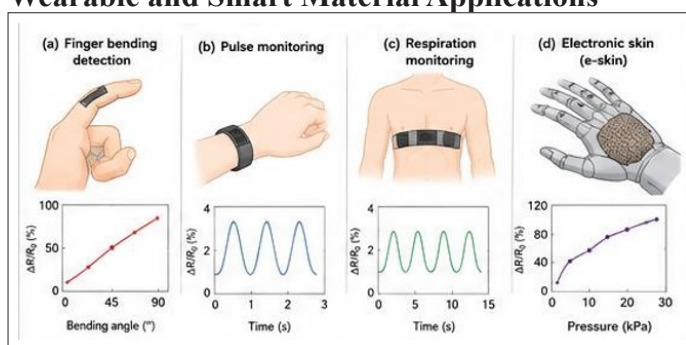 Wearable and Smart Material Applications
(a) Finger bending
detection
(b) Pulse monitoring
(c) Respiration
monitoring
(d) Electronic skin
(e-skin)
ΔR/R₀ (%)
100
50
0
0
45
90
Bending angle (°)
ΔR/R₀ (%)
4
2
0
0
1
2
3
Time (s)
ΔR/R₀ (%)
4
2
0
0
5
10
15
Time (s)
ΔR/R₀ (%)
120
80
40
0
0
10
20
30
Pressure (kPa)